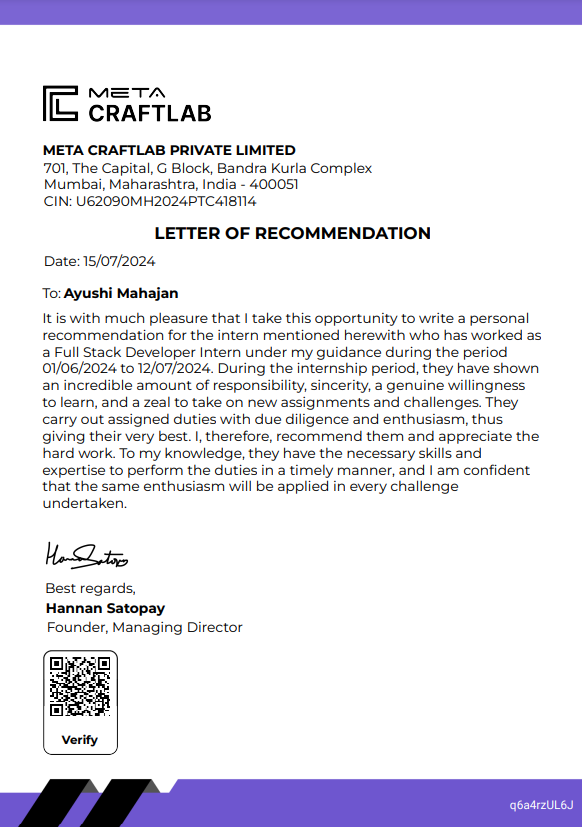 META
CRAFTLAB
META CRAFTLAB PRIVATE LIMITED
701, The Capital, G Block, Bandra Kurla Complex
Mumbai, Maharashtra, India - 400051
CIN: U62090MH2024PTC418114
LETTER OF RECOMMENDATION
Date: 15/07/2024
To: Ayushi Mahajan
It is with much pleasure that I take this opportunity to write a personal
recommendation for the intern mentioned herewith who has worked as
a Full Stack Developer Intern under my guidance during the period
01/06/2024 to 12/07/2024. During the internship period, they have shown
an incredible amount of responsibility, sincerity, a genuine willingness
to learn, and a zeal to take on new assignments and challenges. They
carry out assigned duties with due diligence and enthusiasm, thus
giving their very best. I, therefore, recommend them and appreciate the
hard work. To my knowledge, they have the necessary skills and
expertise to perform the duties in a timely manner, and I am confident
that the same enthusiasm will be applied in every challenge
undertaken.
HanSatopy
Best regards,
Hannan Satopay
Founder, Managing Director
Verify
q6a4rzUL6J